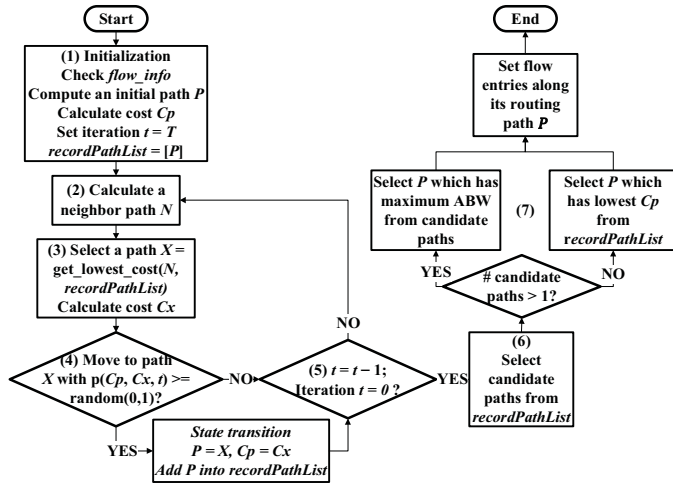 Start
(1) Initialization
Check flow_info
Compute an initial path P
Calculate cost Cp
Set iteration t = T
recordPathList = [P]
(2) Calculate a
neighbor path N
(3) Select a path X =
get_lowest_cost(N,
recordPathList)
Calculate cost Cx
(4) Move to path
X with p(Cp, Cx, t) >=
random(0,1)?
NO
YES
State transition
P = X, Cp = Cx
Add P into recordPathList
(5) t = t – 1;
Iteration t = 0 ?
NO
YES
(6)
Select
candidate
paths from
recordPathList
# candidate
paths > 1?
YES
NO
(7)
Select P which has
maximum ABW
from candidate
paths
Select P which
has lowest Cp
from
recordPathList
Set flow
entries along
its routing
path P
End